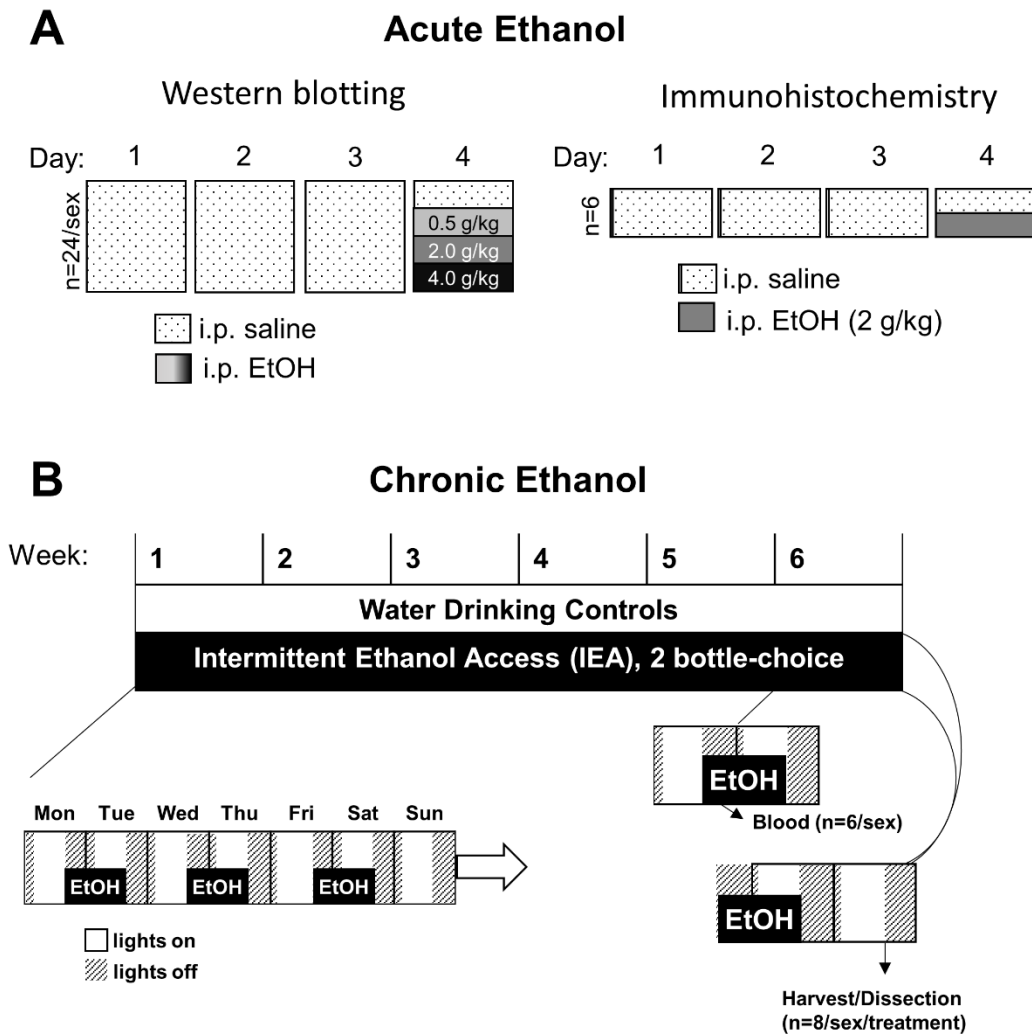 A
Acute Ethanol
Western blotting
Day: 1 2 3 4
n=24/sex
0.5 g/kg
2.0 g/kg
4.0 g/kg
i.p. saline
i.p. EtOH
Immunohistochemistry
Day: 1 2 3 4
n=6
i.p. saline
i.p. EtOH (2 g/kg)
B
Chronic Ethanol
Week: 1 2 3 4 5 6
Water Drinking Controls
Intermittent Ethanol Access (IEA), 2 bottle-choice
Mon Tue Wed Thu Fri Sat Sun
EtOH EtOH EtOH
lights on
lights off
EtOH
Blood (n=6/sex)
EtOH
Harvest/Dissection
(n=8/sex/treatment)